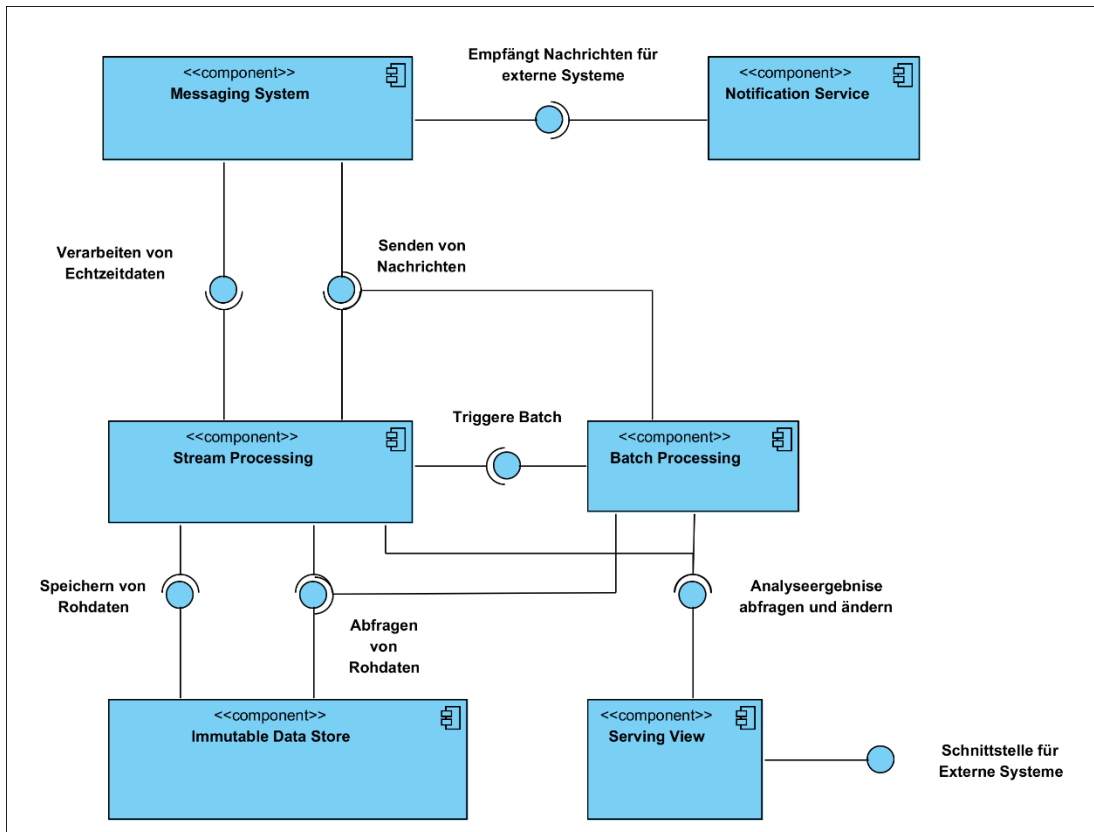 Empfängt Nachrichten für
externe Systeme
<<component>>
Messaging System
<<component>>
Notification Service
Verarbeiten von
Echtzeitdaten
Senden von
Nachrichten
Triggere Batch
<<component>>
Stream Processing
<<component>>
Batch Processing
Speichern von
Rohdaten
Abfragen
von
Rohdaten
Analyseergebnise
abfragen und ändern
<<component>>
Immutable Data Store
<<component>>
Serving View
Schnittstelle für
Externe Systeme